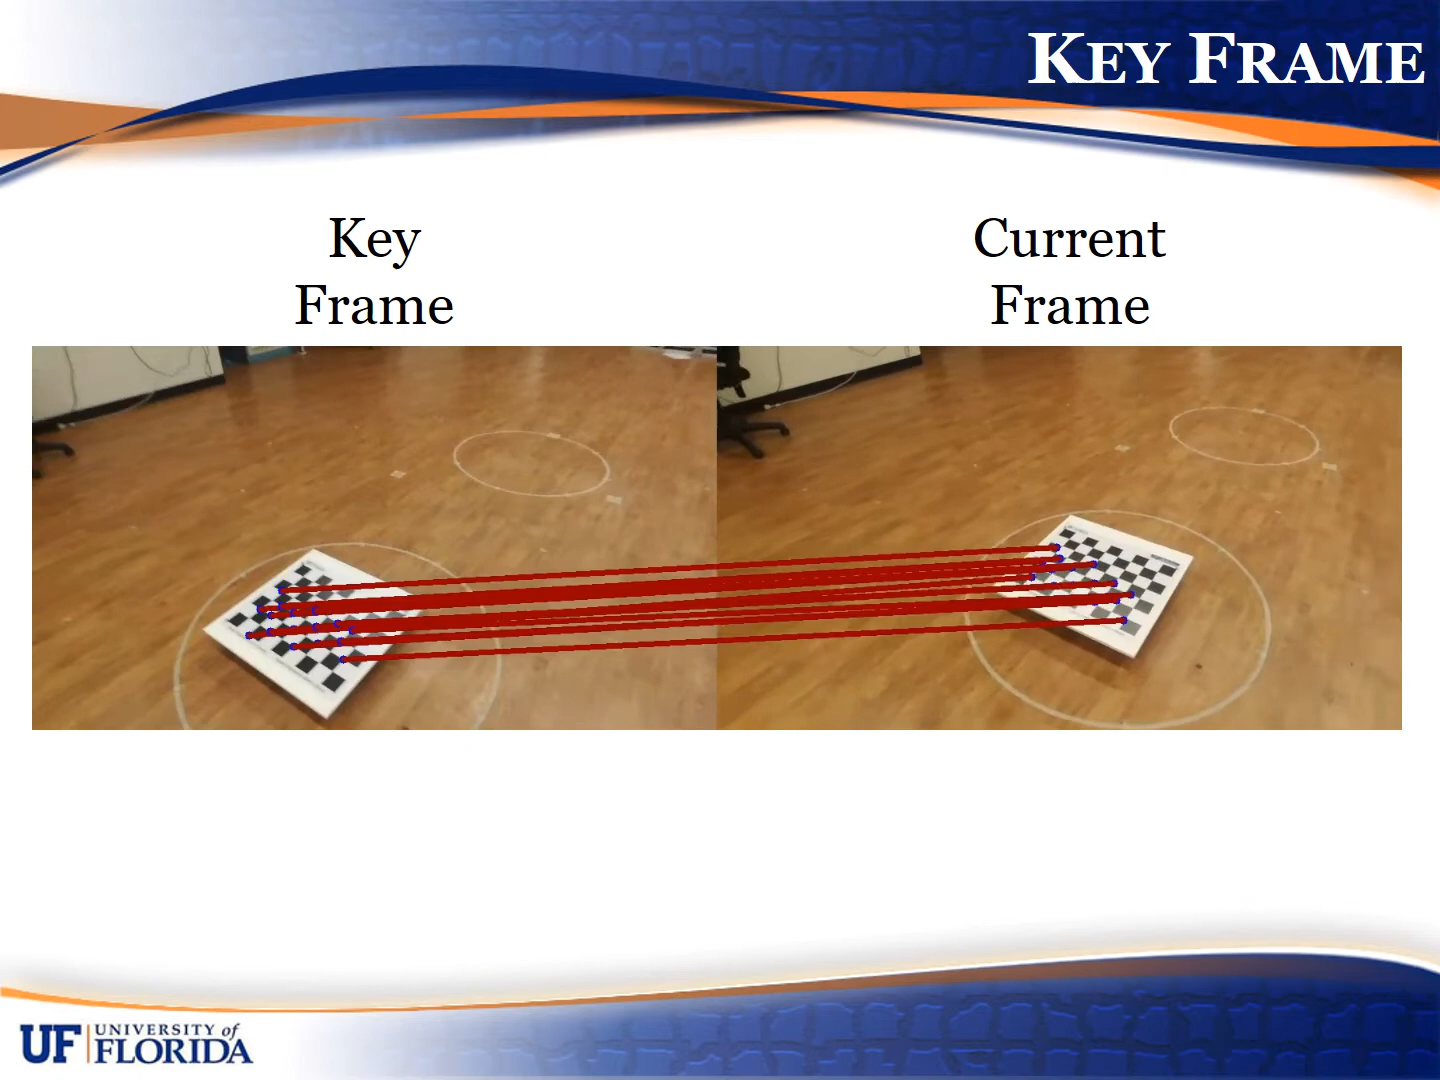 KEY FRAME
Key
Frame
Current
Frame
UF UNIVERSITY of
FLORIDA